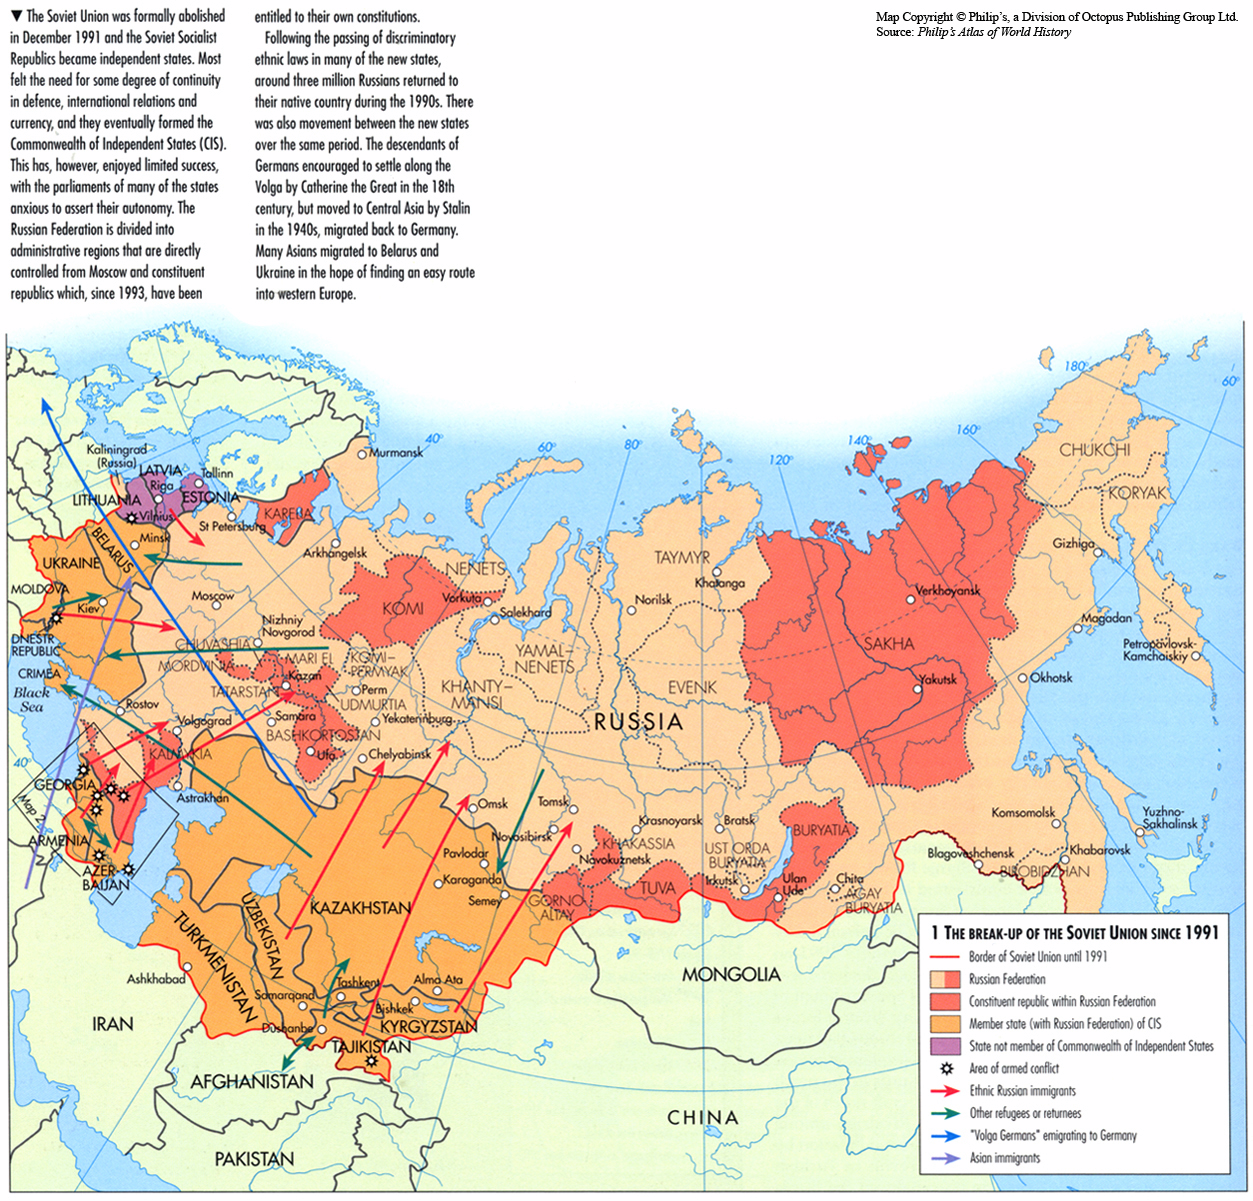 ▼ The Soviet Union was formally abolished
in December 1991 and the Soviet Socialist
Republics became independent states. Most
felt the need for some degree of continuity
in defence, international relations and
currency, and they eventually formed the
Commonwealth of Independent States (CIS).
This has, however, enjoyed limited success,
with the parliaments of many of the states
anxious to assert their autonomy. The
Russian Federation is divided into
administrative regions that are directly
controlled from Moscow and constituent
republics which, since 1993, have been
entitled to their own constitutions.
Following the passing of discriminatory
ethnic laws in many of the new states,
around three million Russians returned to
their native country during the 1990s. There
was also movement between the new states
over the same period. The descendants of
Germans encouraged to settle along the
Volga by Catherine the Great in the 18th
century, but moved to Central Asia by Stalin
in the 1940s, migrated back to Germany.
Many Asians migrated to Belarus and
Ukraine in the hope of finding an easy route
into western Europe.
Map Copyright © Philip's, a Division of Octopus Publishing Group Ltd.
Source: Philip's Atlas of World History
180°
60°
160°
140°
120°
80°
60°
40°
40°
Murmansk
Kaliningrad
(Russia)
LATVIA
Riga
Tallinn
LITHUANIA
ESTONIA
Vilnius
St Petersburg
KARELIA
Arkhangelsk
BELARUS
Minsk
UKRAINE
MOLDOVA
Kiev
DNESTR
REPUBLIC
CRIMEA
Black
Sea
Moscow
Nizhniy
Novgorod
CHUVASHIA
MORDVINIA
MARI EL
Kazan
TATARSTAN
KOMI-
PERMYAK
Perm
UDMURTIA
Samara
Yekaterinburg
BASHKORTOSTAN
Ufa
Chelyabinsk
Rostov
Volgograd
KALMYKIA
Astrakhan
GEORGIA
Map 2
ARMENIA
AZER-
BAIJAN
KOMI
NENETS
Vorkuta
Salekhard
YAMAL-
NENETS
KHANTY-
MANSI
TAYMYR
Khatanga
Norilsk
EVENK
RUSSIA
SAKHA
Verkhoyansk
Yakutsk
CHUKCHI
KORYAK
Gizhiga
Magadan
Petropavlovsk-
Kamchatskiy
Okhotsk
Komsomolsk
Yuzhno-
Sakhalinsk
Blagoveshchensk
Khabarovsk
BIROBIDZHAN
Omsk
Tomsk
Novosibirsk
Krasnoyarsk
Bratsk
KHAKASSIA
Novokuznetsk
UST ORDA
BURYATIA
BURYATIA
Irkutsk
Ulan
Ude
Chita
AGAY
BURYATIA
TUVA
GORNO-
ALTAY
Pavlodar
Karaganda
Semey
KAZAKHSTAN
UZBEKISTAN
TURKMENISTAN
Ashkhabad
Samarqand
Tashkent
Alma Ata
Bishkek
KYRGYZSTAN
Dushanbe
TAJIKISTAN
AFGHANISTAN
IRAN
PAKISTAN
MONGOLIA
CHINA
1 THE BREAK-UP OF THE SOVIET UNION SINCE 1991
Border of Soviet Union until 1991
Russian Federation
Constituent republic within Russian Federation
Member state (with Russian Federation) of CIS
State not member of Commonwealth of Independent States
Area of armed conflict
Ethnic Russian immigrants
Other refugees or returnees
"Volga Germans" emigrating to Germany
Asian immigrants